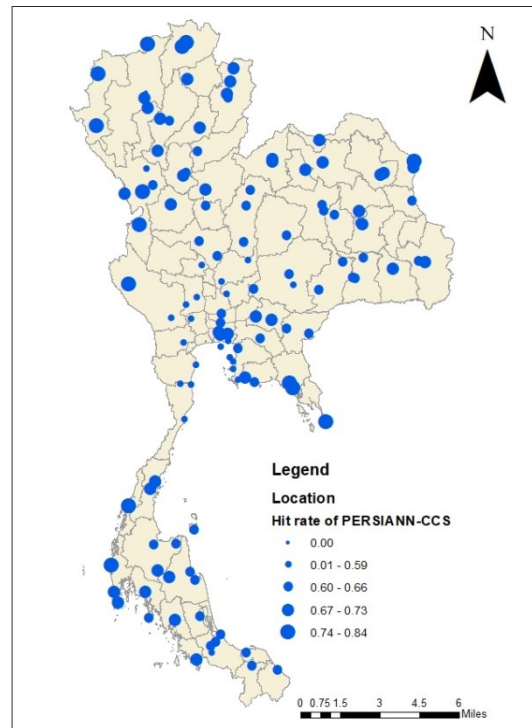 N
Legend
Location
Hit rate of PERSIANN-CCS
0.00
0.01 - 0.59
0.60 - 0.66
0.67 - 0.73
0.74 - 0.84
0 0.75 1.5 3 4.5 6
Miles